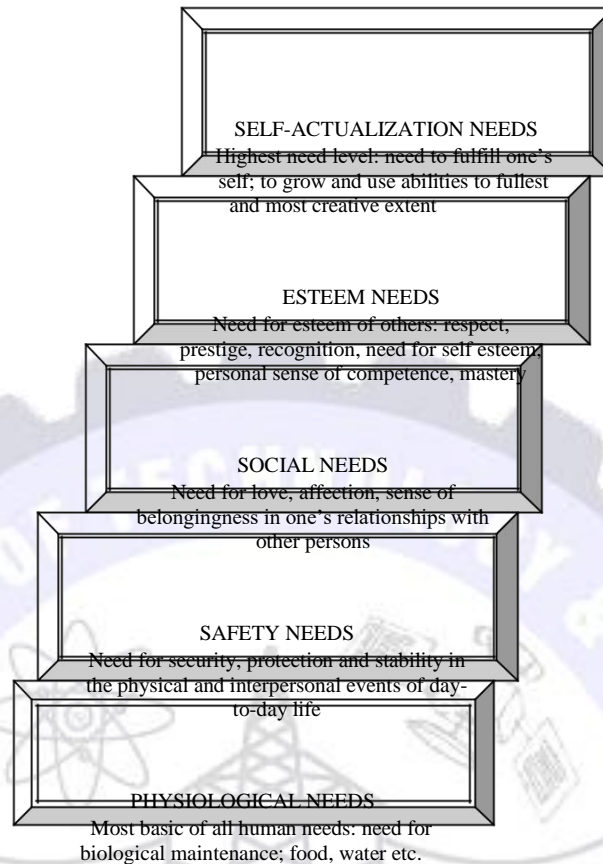 SELF-ACTUALIZATION NEEDS
Highest need level: need to fulfill one’s
self; to grow and use abilities to fullest
and most creative extent
ESTEEM NEEDS
Need for esteem of others: respect,
prestige, recognition, need for self esteem,
personal sense of competence, mastery
SOCIAL NEEDS
Need for love, affection, sense of
belongingness in one’s relationships with
other persons
SAFETY NEEDS
Need for security, protection and stability in
the physical and interpersonal events of day-
to-day life
PHYSIOLOGICAL NEEDS
Most basic of all human needs: need for
biological maintenance; food, water etc.
OF TECHNOLOGY &